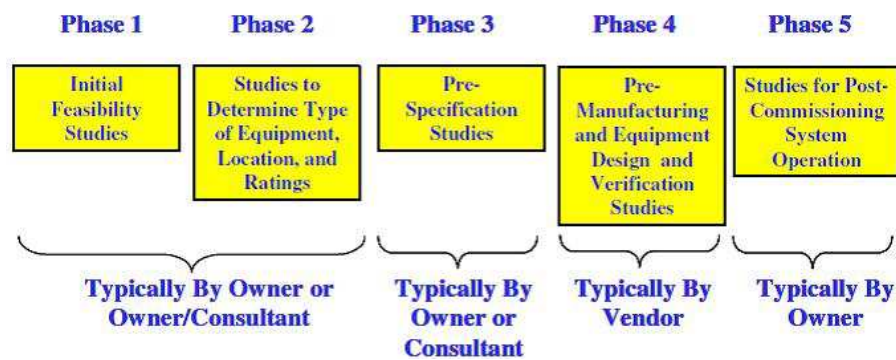 Phase 1
Phase 2
Phase 3
Phase 4
Phase 5
Initial
Feasibility
Studies
Studies to
Determine Type
of Equipment,
Location, and
Ratings
Pre-
Specification
Studies
Pre-
Manufacturing
and Equipment
Design and
Verification
Studies
Studies for Post-
Commissioning
System
Operation
Typically By Owner or
Owner/Consultant
Typically By
Owner or
Consultant
Typically By
Vendor
Typically By
Owner